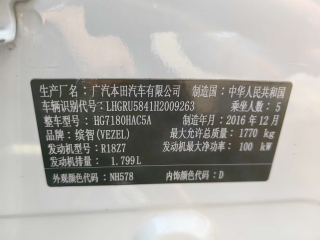 生产厂名：广汽本田汽车有限公司 制造国：中华人民共和国
车辆识别代号：LHGRU5841H2009263 乘坐人数：5
整车型号：HG7180HAC5A 制造年月：2016年12月
品牌：缤智(VEZEL) 最大允许总质量：1770 kg
发动机型号：R18Z7 发动机最大净功率：100 kW
发动机排量：1.799L
外观颜色代码：NH578 内饰颜色代码：D